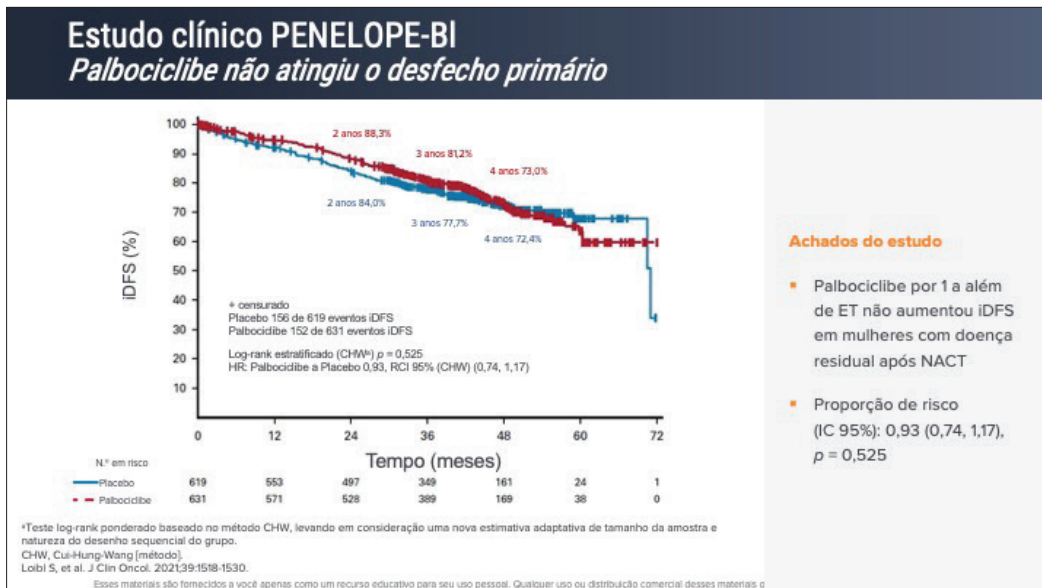 Estudo clínico PENELOPE-BI
Palbociclibe não atingiu o desfecho primário
iDFS (%)
100
90
80
70
60
50
40
30
20
10
2 anos 88,3%
3 anos 81,2%
4 anos 73,0%
2 anos 84,0%
3 anos 77,7%
4 anos 72,4%
+ censurado
Placebo 156 de 619 eventos iDFS
Palbociclibe 152 de 631 eventos iDFS
Log-rank estratificado (CHWᵃ) p = 0,525
HR: Palbociclibe a Placebo 0,93, RCI 95% (CHW) (0,74, 1,17)
0 12 24 36 48 60 72
Tempo (meses)
N.º em risco
Placebo 619 553 497 349 161 24 1
Palbociclibe 631 571 528 389 169 38 0
Achados do estudo
▪ Palbociclibe por 1 a além
de ET não aumentou iDFS
em mulheres com doença
residual após NACT
▪ Proporção de risco
(IC 95%): 0,93 (0,74, 1,17),
p = 0,525
ᵃTeste log-rank ponderado baseado no método CHW, levando em consideração uma nova estimativa adaptativa de tamanho da amostra e
natureza do desenho sequencial do grupo.
CHW, Cui-Hung-Wang [método].
Loibl S, et al. J Clin Oncol. 2021;39:1518-1530.
Esses materiais são fornecidos a você apenas como um recurso educativo para seu uso pessoal. Qualquer uso ou distribuição comercial desses materiais o